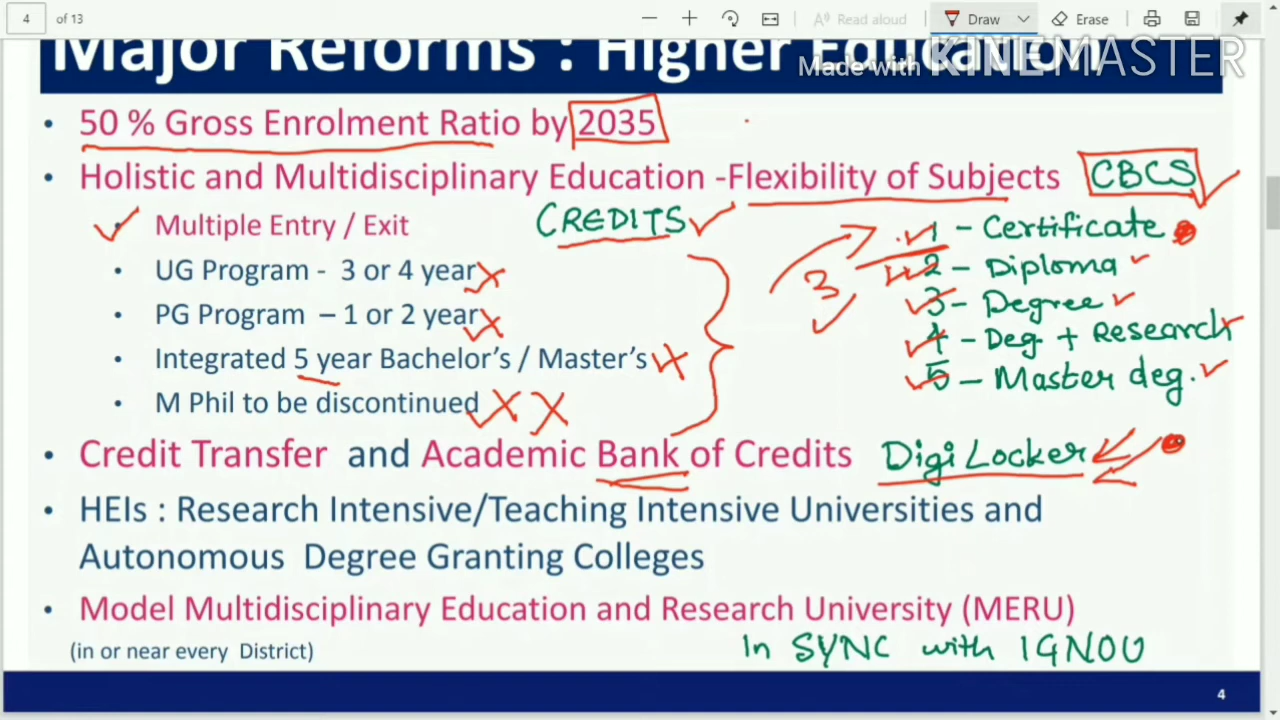 4 of 13 Read aloud Draw Erase
Major Reforms : Higher Education
Made with KINEMASTER
• 50 % Gross Enrolment Ratio by 2035
• Holistic and Multidisciplinary Education -Flexibility of Subjects CBCS
• Multiple Entry / Exit CREDITS 1 - Certificate
• UG Program - 3 or 4 year 3 2 - Diploma
• PG Program – 1 or 2 year 3 - Degree
4 - Deg + Research
• Integrated 5 year Bachelor's / Master's 5 - Master deg.
• M Phil to be discontinued
• Credit Transfer and Academic Bank of Credits Digi Locker
• HEIs : Research Intensive/Teaching Intensive Universities and
Autonomous Degree Granting Colleges
• Model Multidisciplinary Education and Research University (MERU)
(in or near every District) In SYNC with IGNOU
4